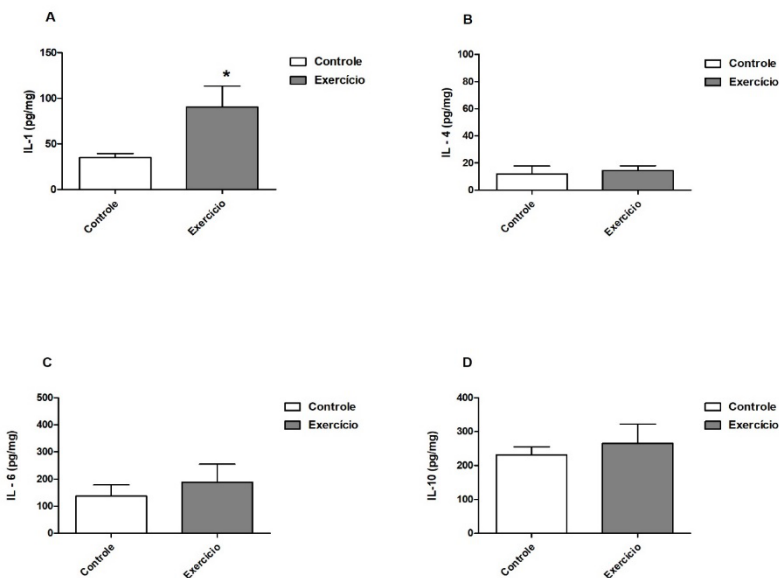 A
IL-1 (pg/mg)
150
100
50
0
*
Controle
Exercício
Controle
Exercício
B
IL - 4 (pg/mg)
100
80
60
40
20
0
Controle
Exercício
Controle
Exercício
C
IL - 6 (pg/mg)
500
400
300
200
100
0
Controle
Exercício
Controle
Exercício
D
IL-10 (pg/mg)
400
300
200
100
0
Controle
Exercício
Controle
Exercício